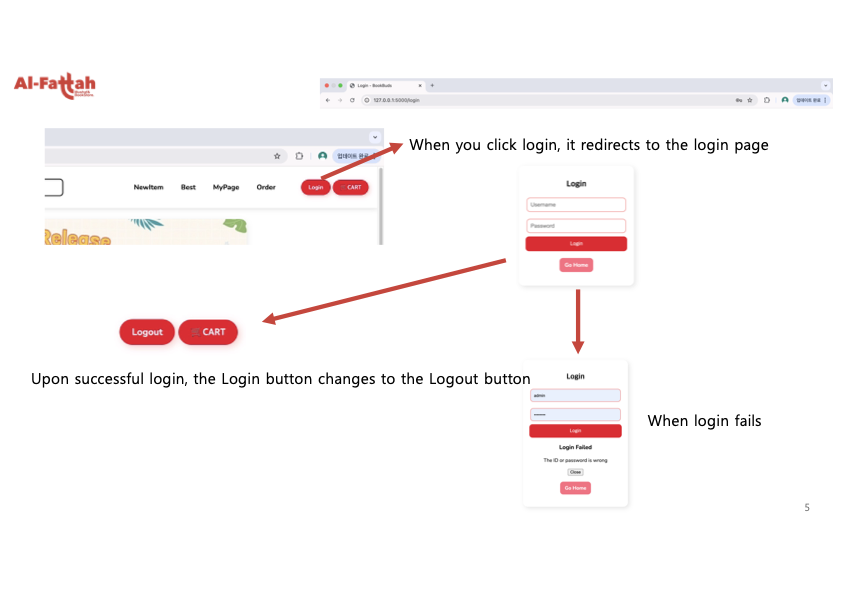 Al-Fattah
Login - BookBuds
127.0.0.1:5000/login
업데이트 완료
When you click login, it redirects to the login page
업데이트 완료
NewItem Best MyPage Order Login CART
Release
Login
Username
Password
Login
Go Home
Logout CART
Upon successful login, the Login button changes to the Logout button
Login
admin
Login
Login Failed
The ID or password is wrong
Close
Go Home
When login fails
5